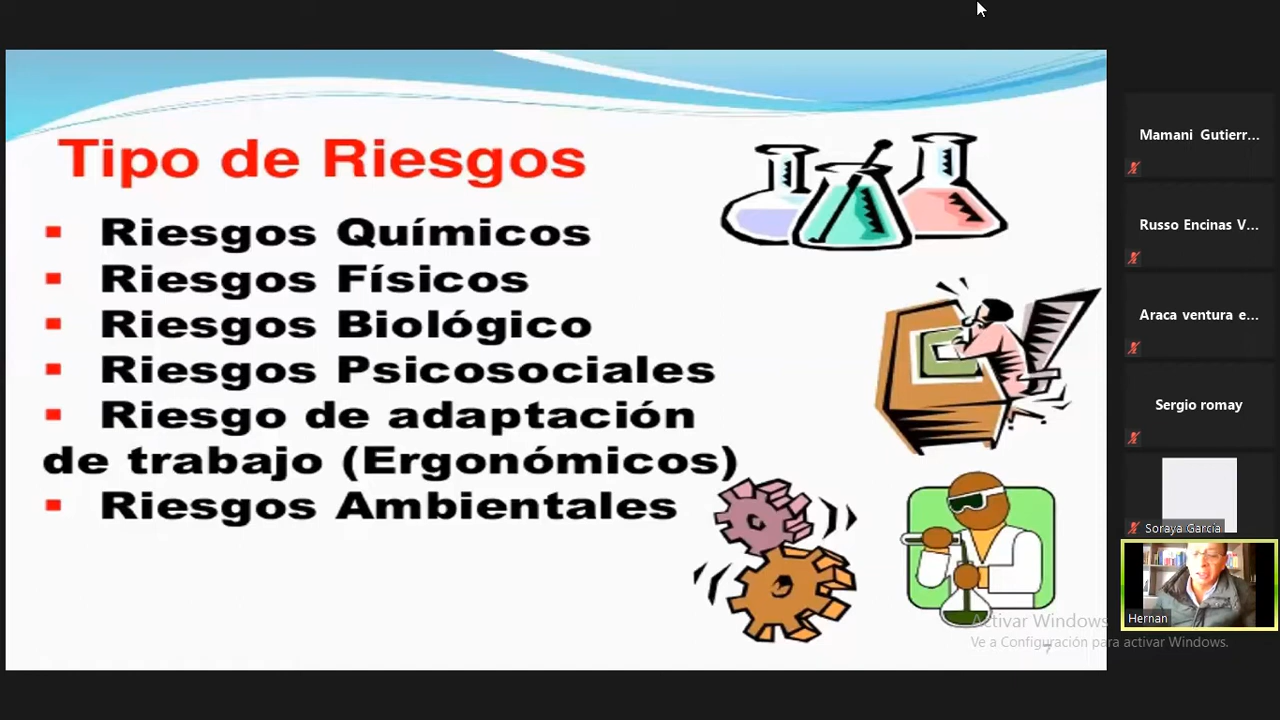 Tipo de Riesgos
Riesgos Químicos
Riesgos Físicos
Riesgos Biológico
Riesgos Psicosociales
Riesgo de adaptación
de trabajo (Ergonómicos)
Riesgos Ambientales
7
Activar Windows
Ve a Configuración para activar Windows.
Mamani Gutierr...
Russo Encinas V...
Araca ventura e...
Sergio romay
Soraya Garcia
Hernan